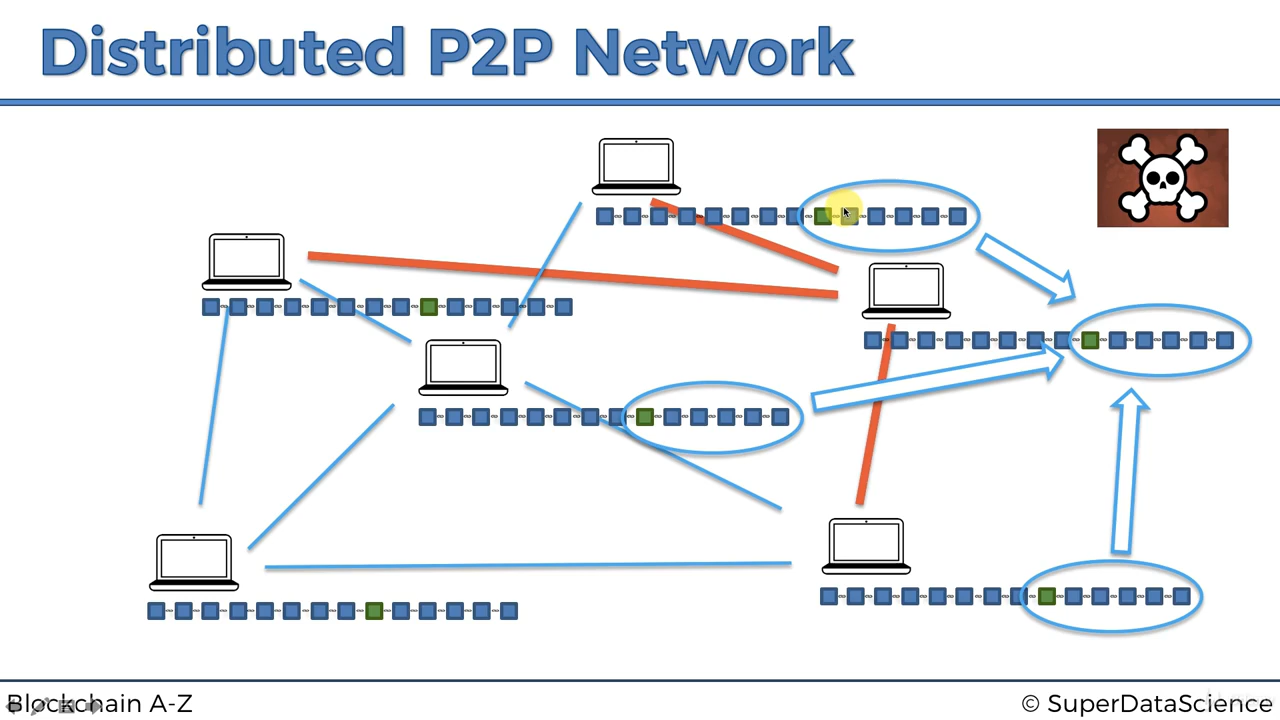 Distributed P2P Network
Blockchain A-Z
© SuperDataScience